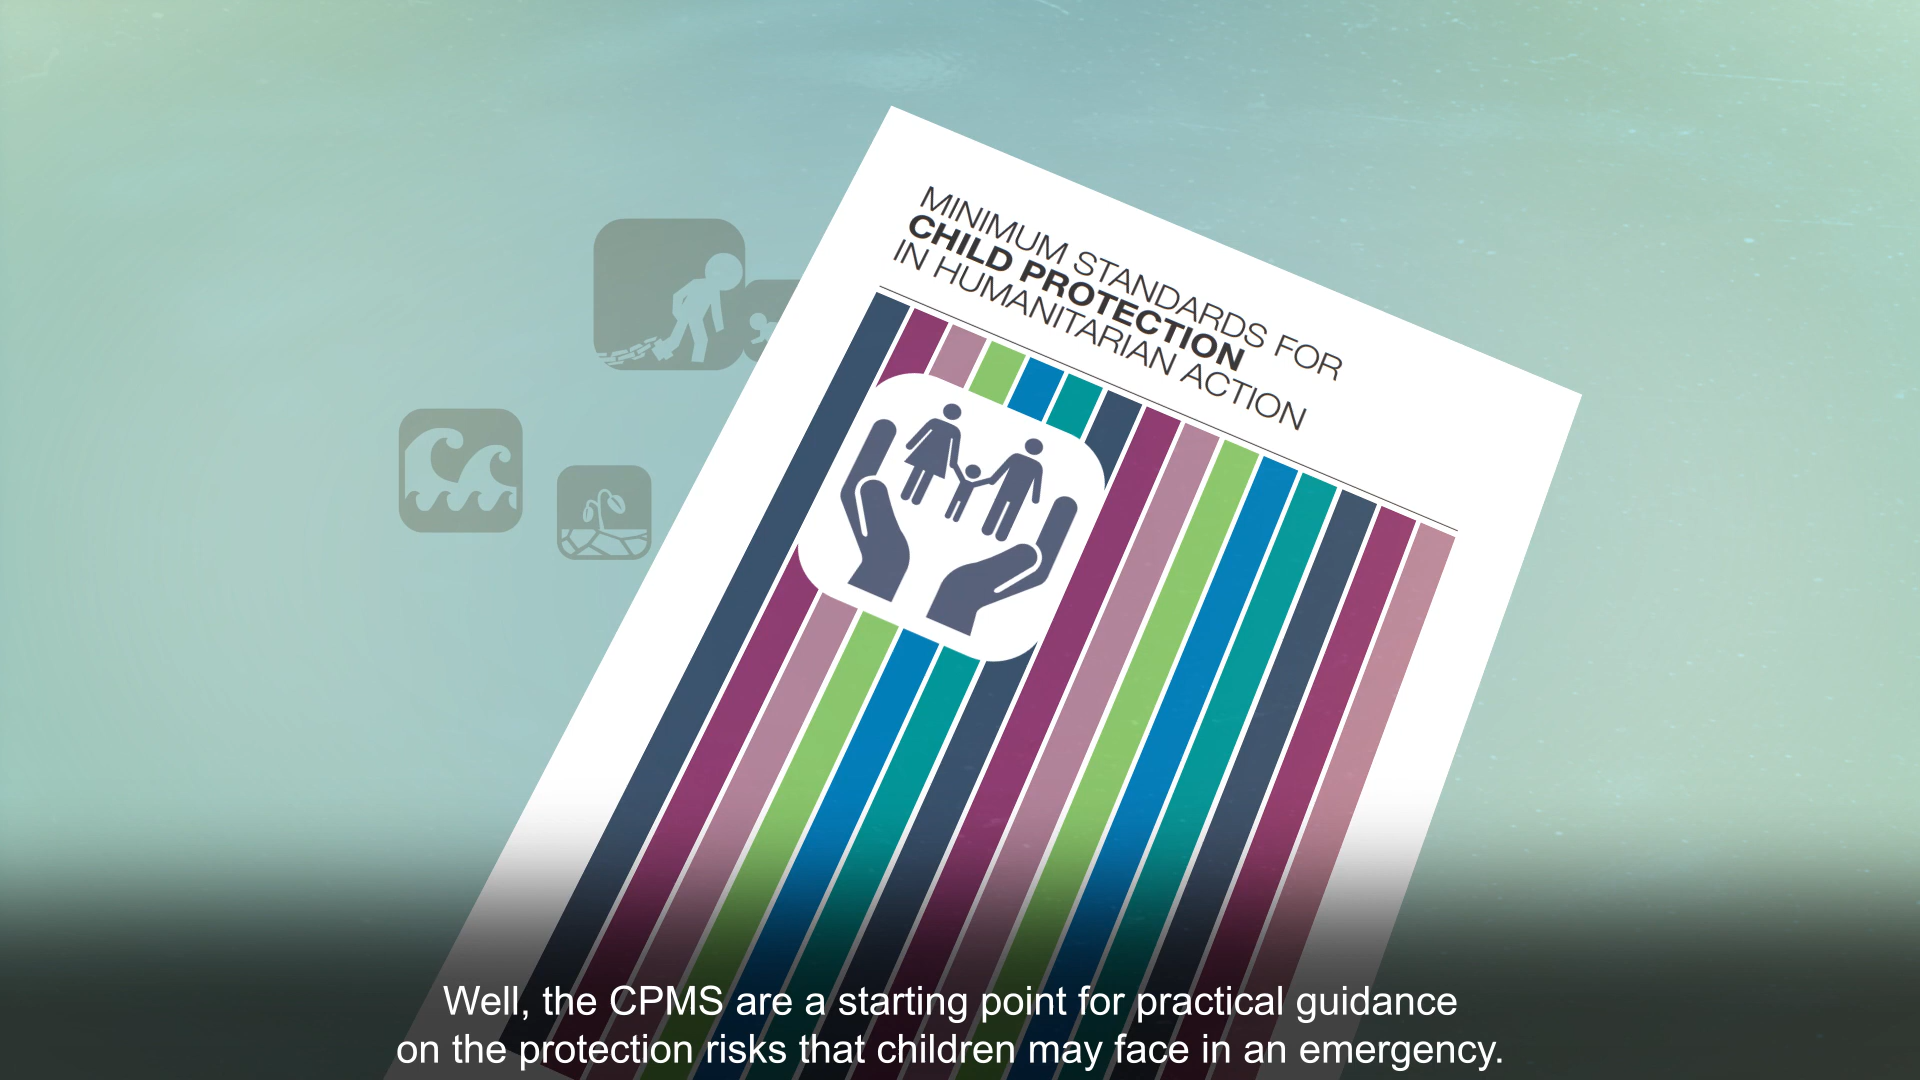 MINIMUM STANDARDS FOR
CHILD PROTECTION
IN HUMANITARIAN ACTION
Well, the CPMS are a starting point for practical guidance
on the protection risks that children may face in an emergency.